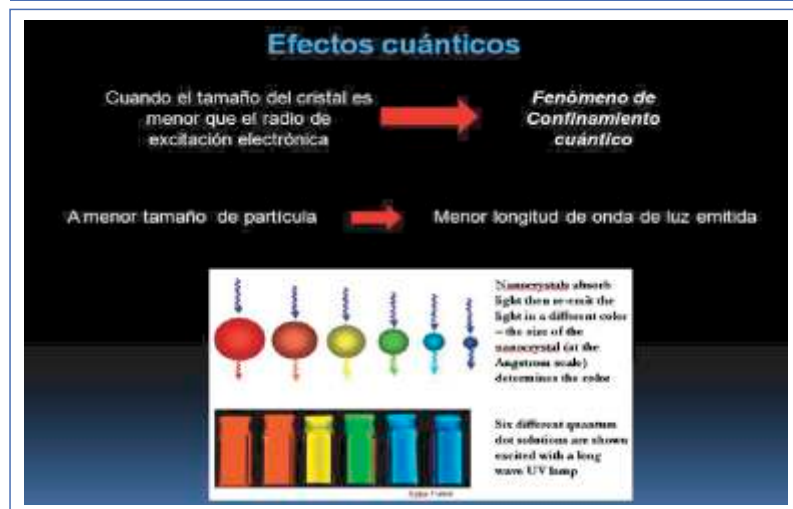 Efectos cuánticos
Cuando el tamaño del cristal es
menor que el radio de
excitación electrónica
Fenómeno de
Confinamiento
cuántico
A menor tamaño de partícula
Menor longitud de onda de luz emitida
Nanocrystals absorb
light then re-emit the
light in a different color
– the size of the
nanocrystal (at the
Angstrom scale)
determines the color
Six different quantum
dot solutions are shown
excited with a long
wave UV lamp